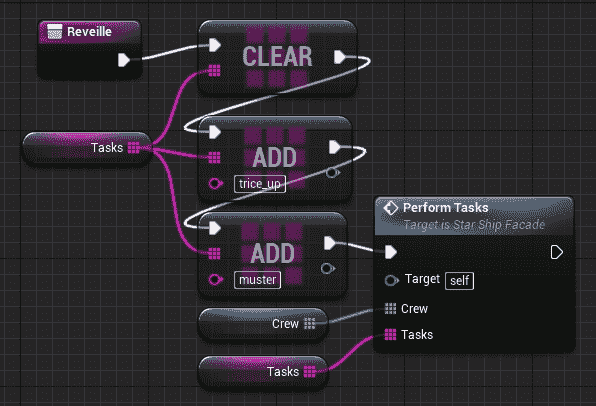 Reveille
CLEAR
Tasks
ADD
trice_up
ADD
muster
Perform Tasks
Target is Star Ship Facade
Target self
Crew
Crew
Tasks
Tasks